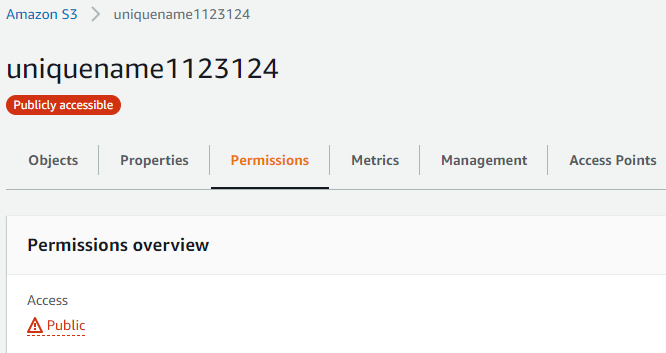 Amazon S3 > uniquename1123124
uniquename1123124
Publicly accessible
Objects Properties Permissions Metrics Management Access Points
Permissions overview
Access
Public